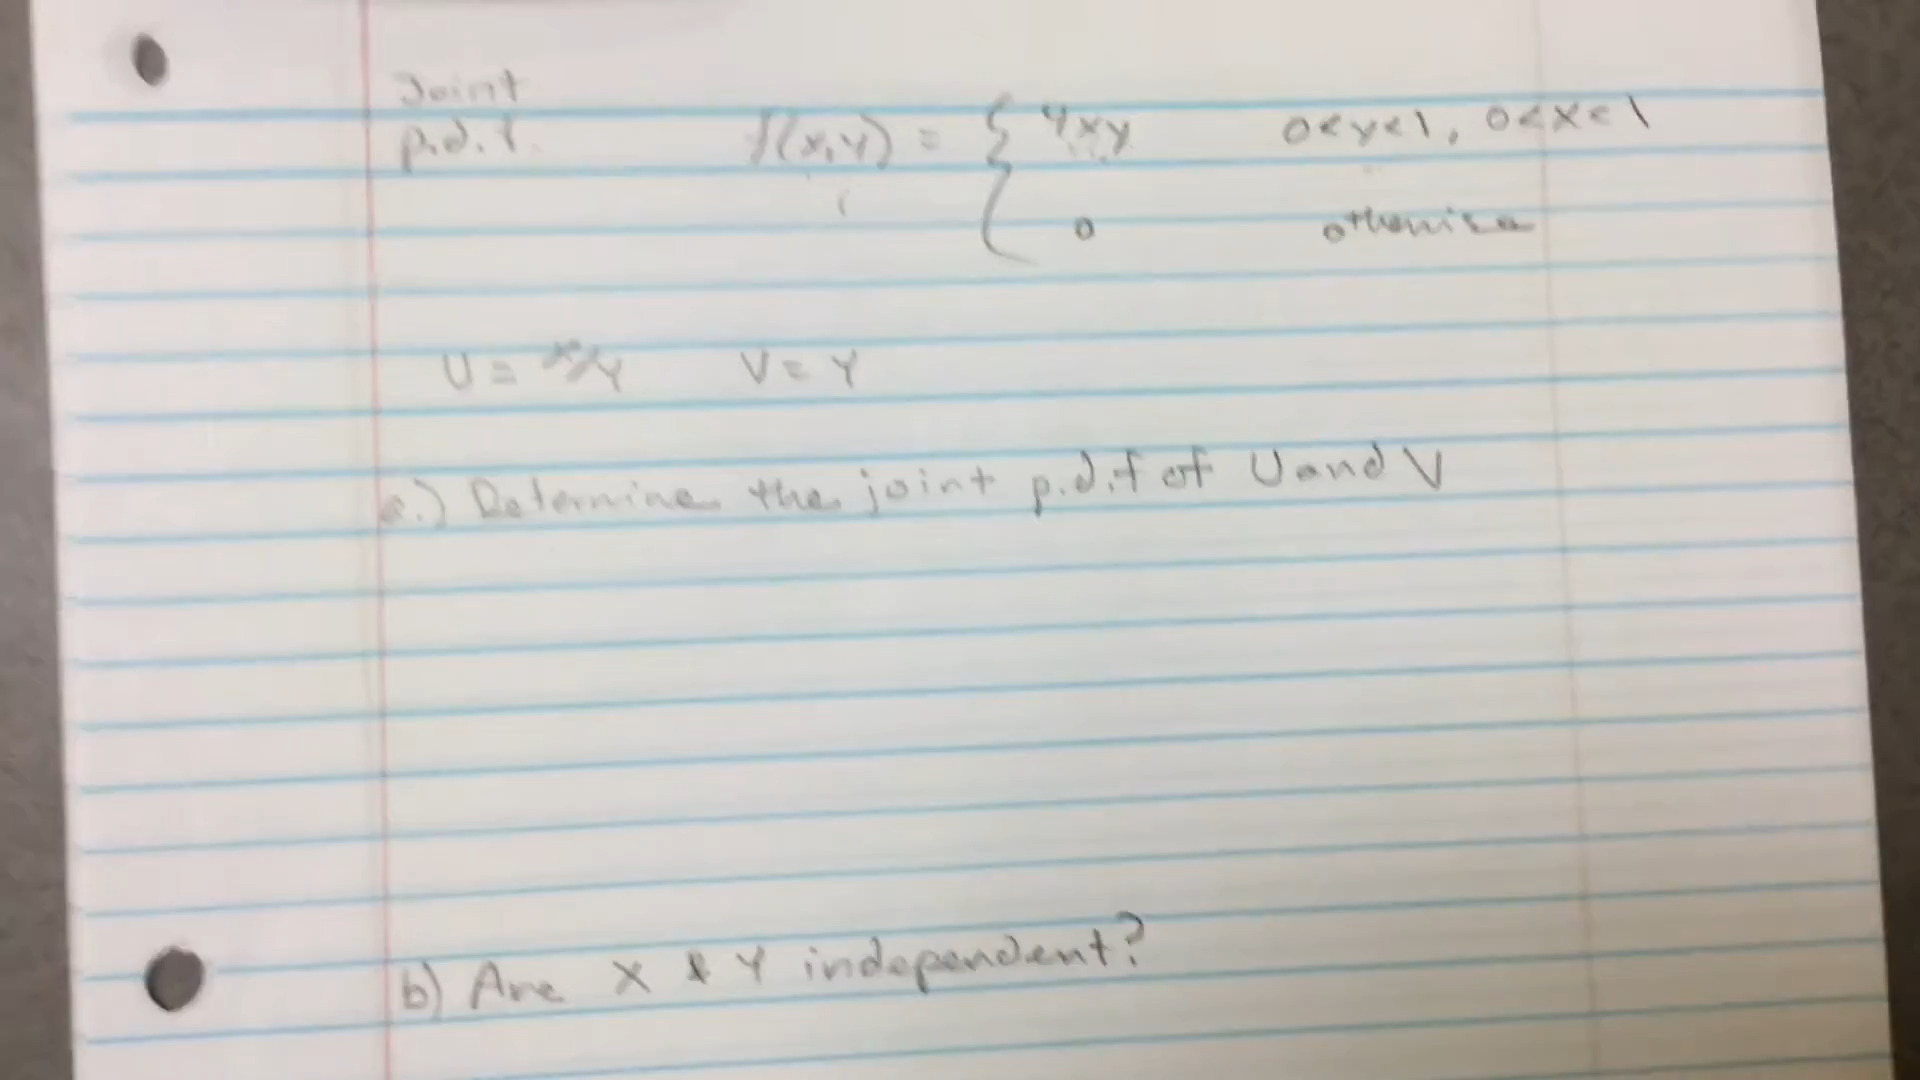 Joint
p.d.f. f(x,y) = { 4xy 0<y<1, 0<x<1
0 otherwise
U = X/Y V = Y
a.) Determine the joint p.d.f of U and V
b) Are X & Y independent?